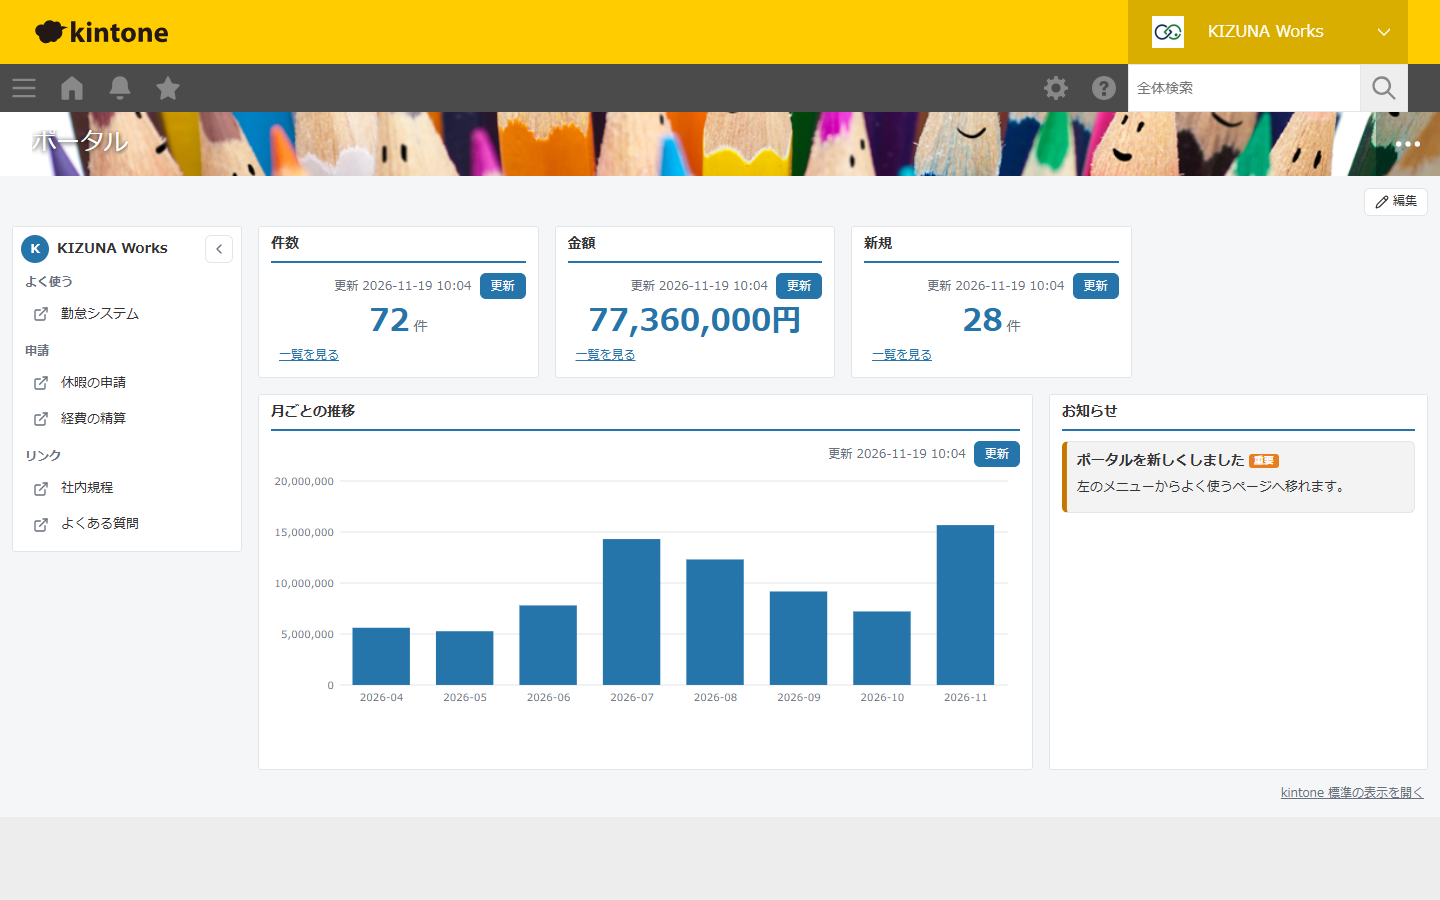 kintone
KIZUNA Works
全体検索
ポータル
編集
K KIZUNA Works
よく使う
勤怠システム
申請
休暇の申請
経費の精算
リンク
社内規程
よくある質問
件数
更新 2026-11-19 10:04 更新
72 件
一覧を見る
金額
更新 2026-11-19 10:04 更新
77,360,000円
一覧を見る
新規
更新 2026-11-19 10:04 更新
28 件
一覧を見る
月ごとの推移
更新 2026-11-19 10:04 更新
20,000,000
15,000,000
10,000,000
5,000,000
0
2026-04 2026-05 2026-06 2026-07 2026-08 2026-09 2026-10 2026-11
お知らせ
ポータルを新しくしました 重要
左のメニューからよく使うページへ移れます。
kintone 標準の表示を開く